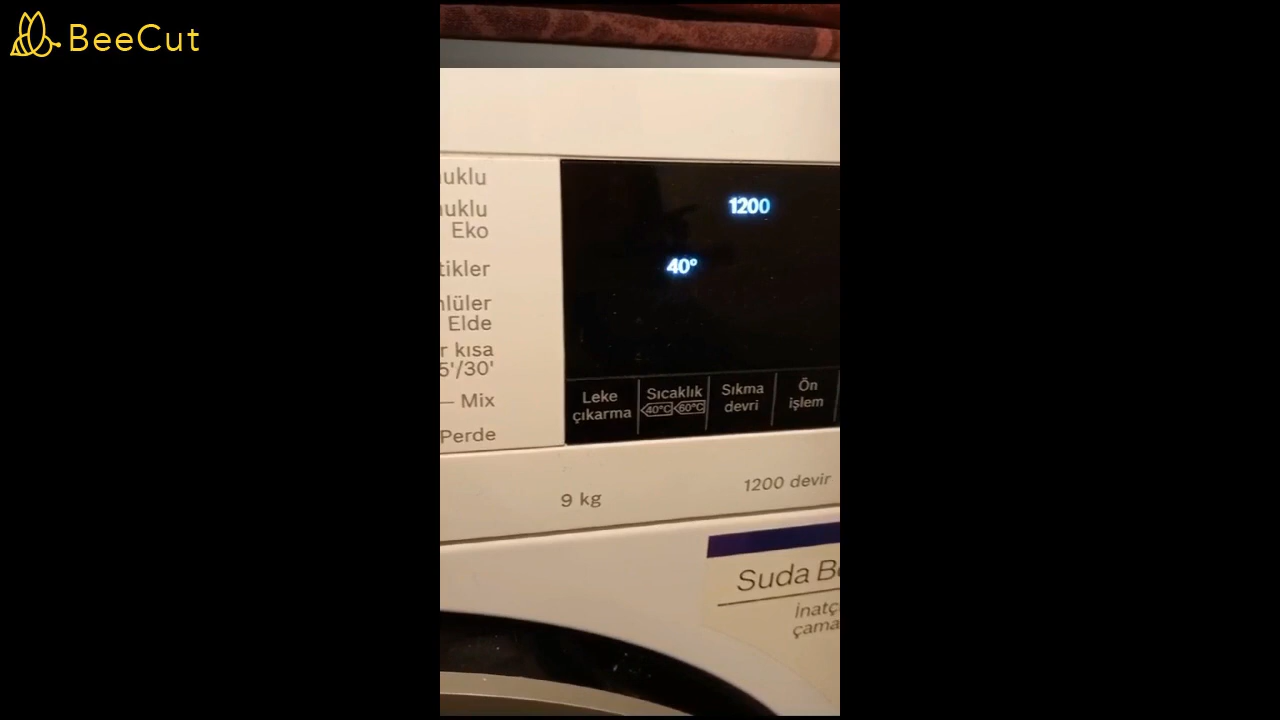 BeeCut
uklu
uklu
Eko
tikler
lüler
Elde
r kısa
5'/30'
Mix
Perde
1200
40°
Leke
çıkarma
Sıcaklık
40°C 60°C
Sıkma
devri
Ön
işlem
9 kg
1200 devir
Suda B
İnatç
çama